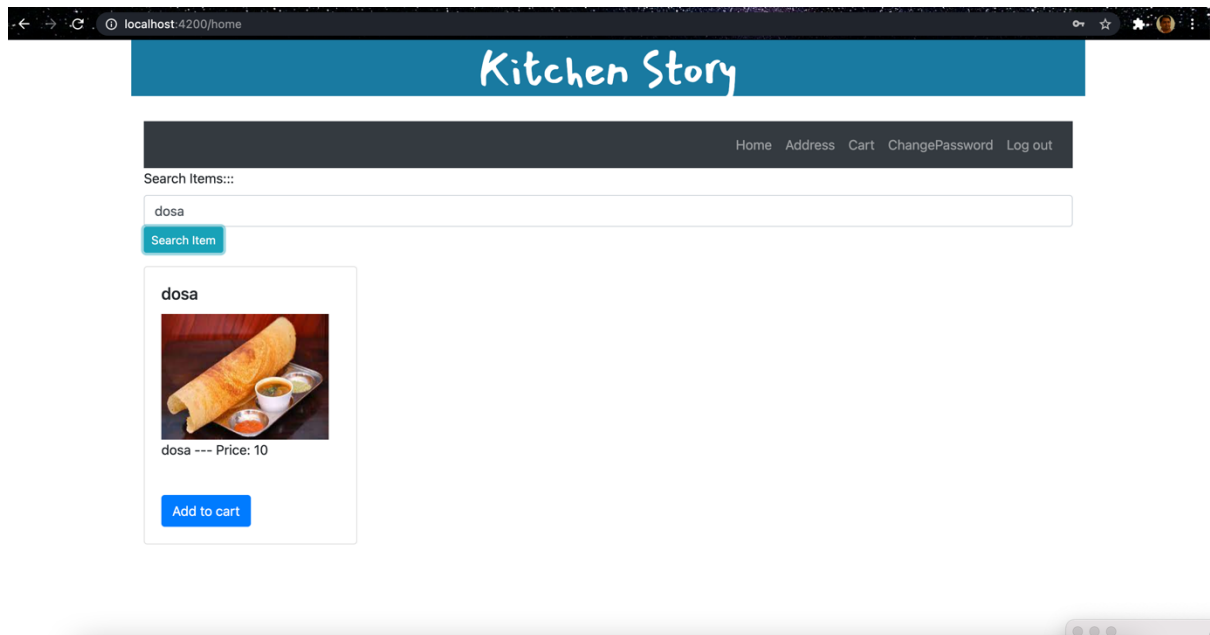 localhost:4200/home
Kitchen Story
Home Address Cart ChangePassword Log out
Search Items:::
dosa
Search Item
dosa
dosa --- Price: 10
Add to cart